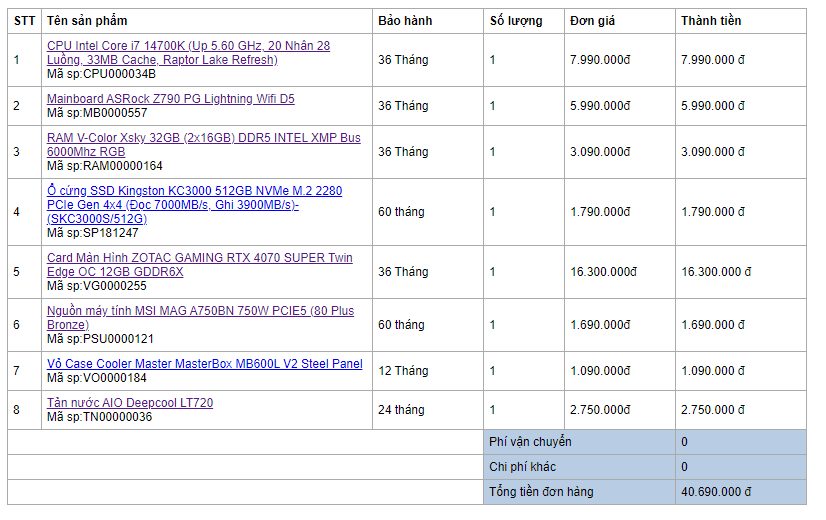 STT Tên sản phẩm Bảo hành Số lượng Đơn giá Thành tiền
1 CPU Intel Core i7 14700K (Up 5.60 GHz, 20 Nhân 28
Luồng, 33MB Cache, Raptor Lake Refresh)
Mã sp:CPU000034B 36 Tháng 1 7.990.000đ 7.990.000 đ
2 Mainboard ASRock Z790 PG Lightning Wifi D5
Mã sp:MB0000557 36 Tháng 1 5.990.000đ 5.990.000 đ
3 RAM V-Color Xsky 32GB (2x16GB) DDR5 INTEL XMP Bus
6000Mhz RGB
Mã sp:RAM00000164 36 Tháng 1 3.090.000đ 3.090.000 đ
4 Ổ cứng SSD Kingston KC3000 512GB NVMe M.2 2280
PCIe Gen 4x4 (Đọc 7000MB/s, Ghi 3900MB/s)-
(SKC3000S/512G)
Mã sp:SP181247 60 tháng 1 1.790.000đ 1.790.000 đ
5 Card Màn Hình ZOTAC GAMING RTX 4070 SUPER Twin
Edge OC 12GB GDDR6X
Mã sp:VG0000255 36 Tháng 1 16.300.000đ 16.300.000 đ
6 Nguồn máy tính MSI MAG A750BN 750W PCIE5 (80 Plus
Bronze)
Mã sp:PSU0000121 60 tháng 1 1.690.000đ 1.690.000 đ
7 Vỏ Case Cooler Master MasterBox MB600L V2 Steel Panel
Mã sp:VO0000184 12 Tháng 1 1.090.000đ 1.090.000 đ
8 Tản nước AIO Deepcool LT720
Mã sp:TN00000036 24 tháng 1 2.750.000đ 2.750.000 đ
Phí vận chuyển 0
Chi phí khác 0
Tổng tiền đơn hàng 40.690.000 đ